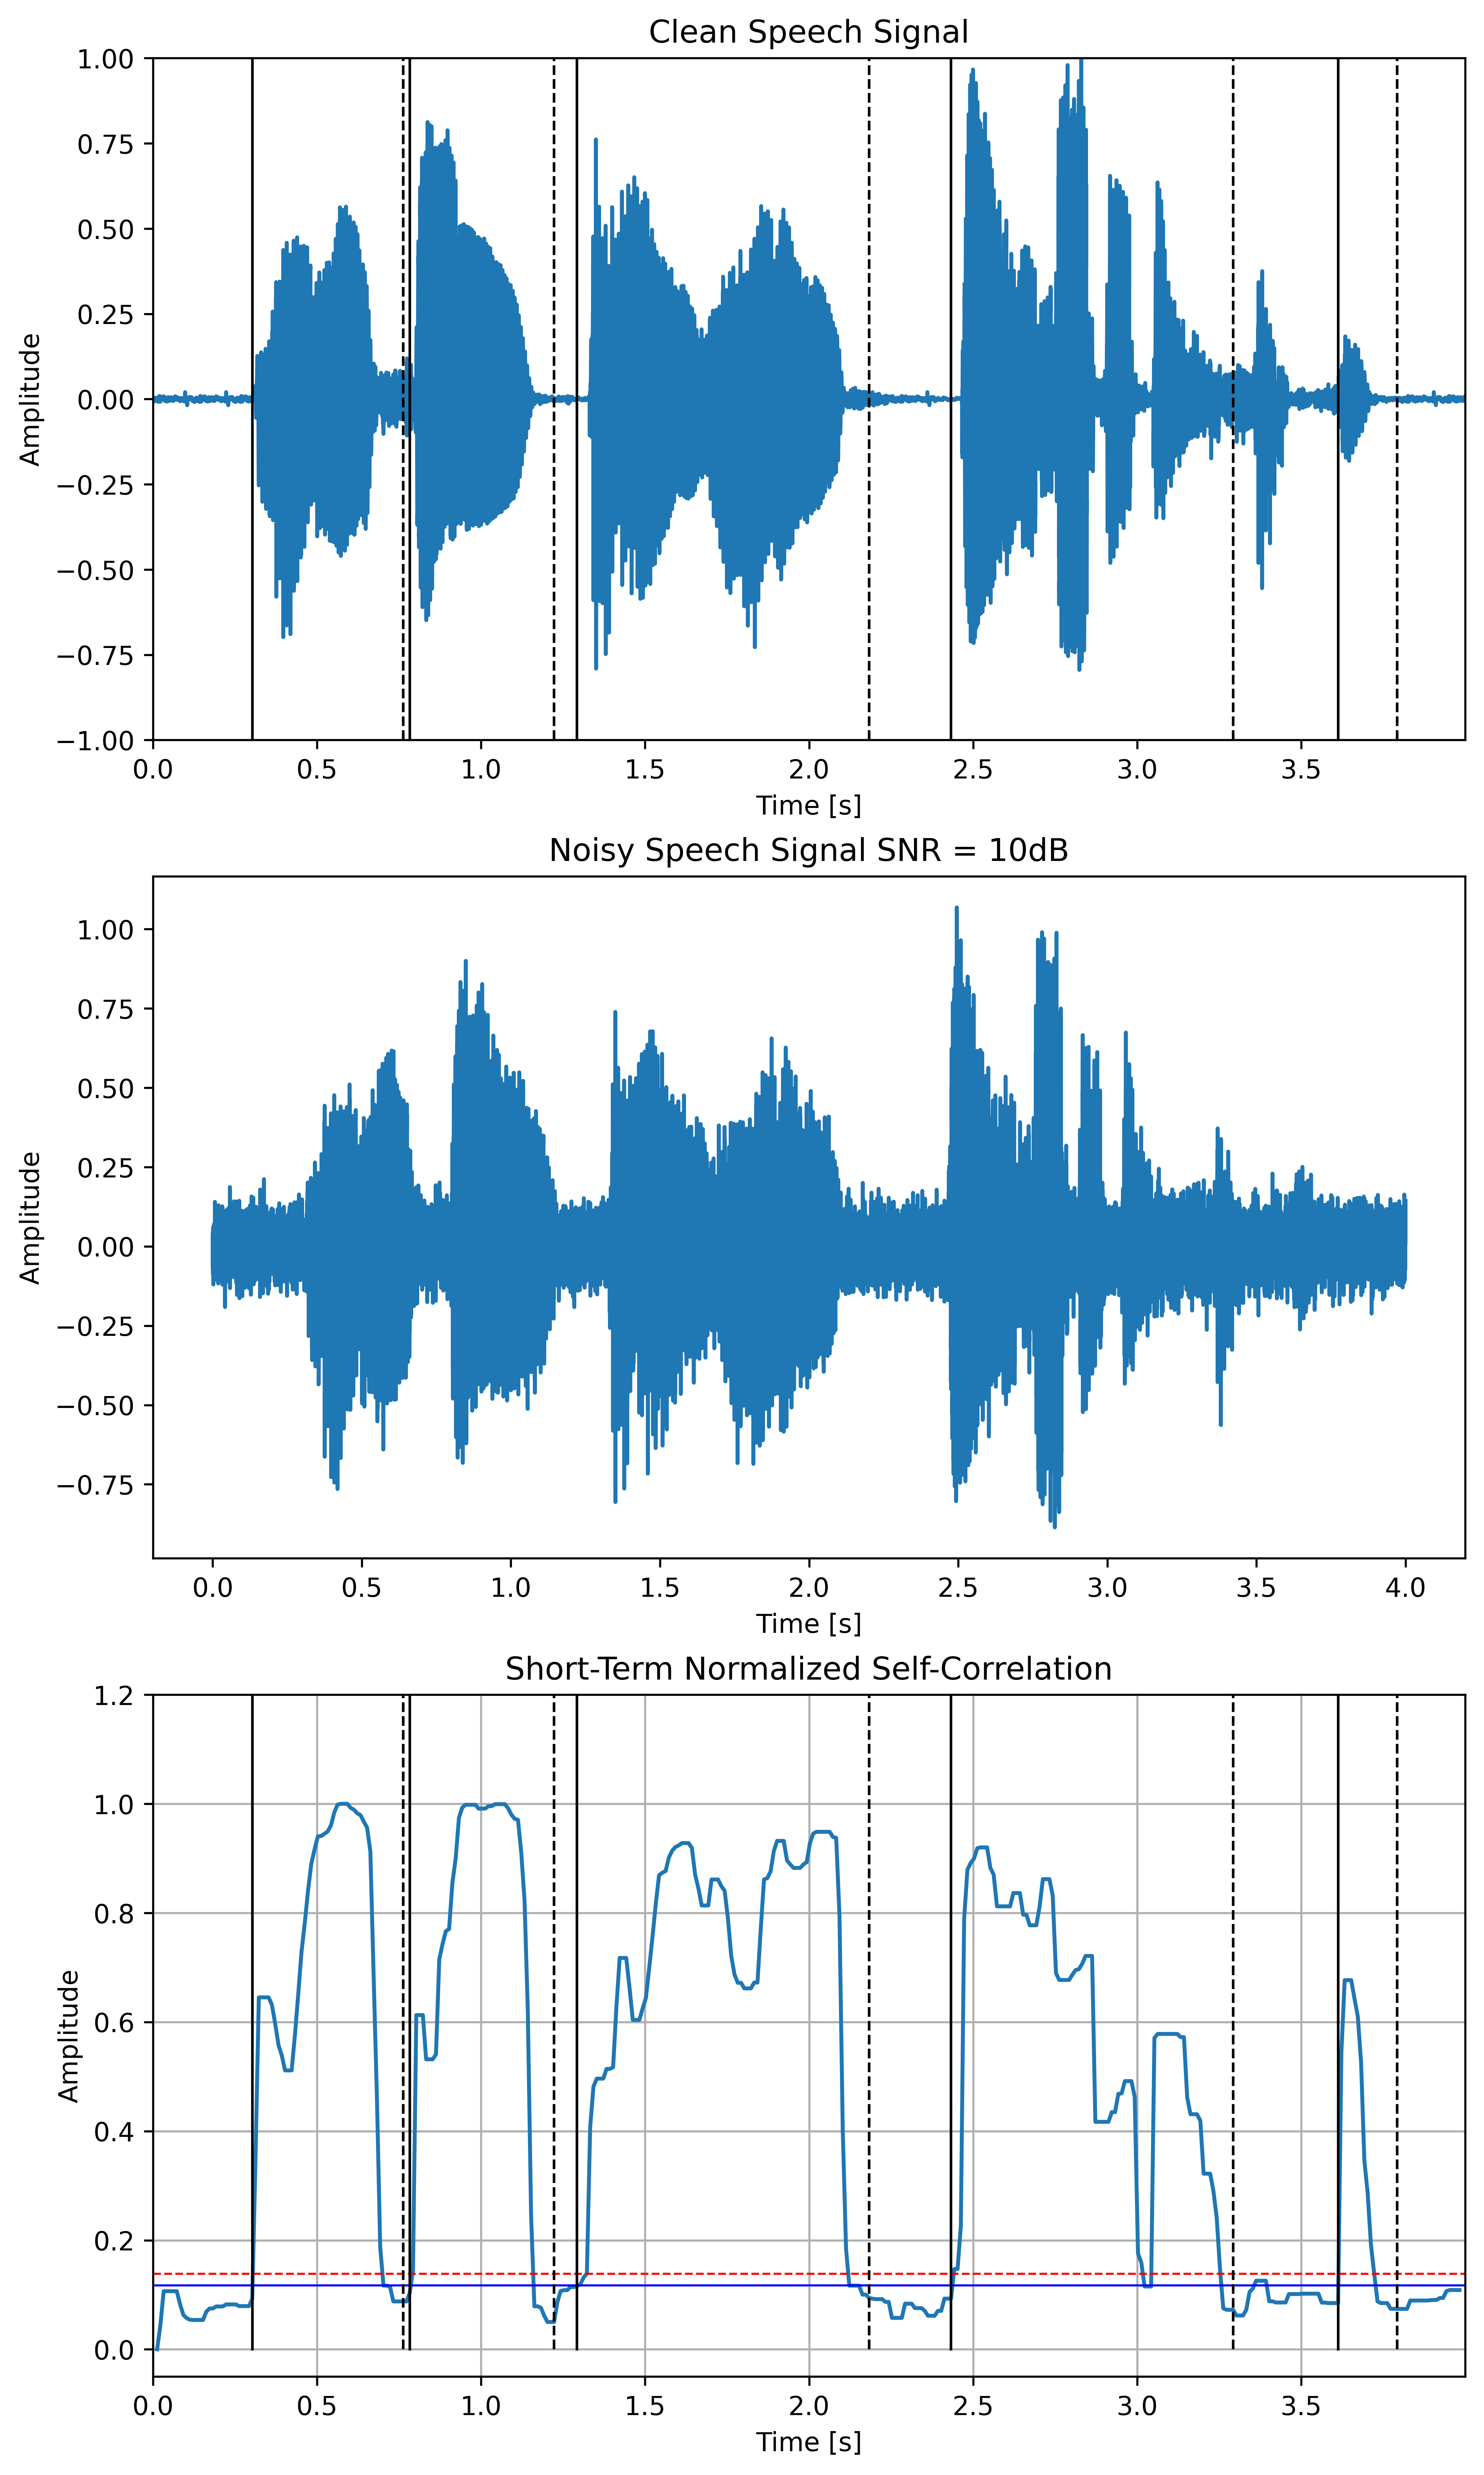 Clean Speech Signal
1.00
0.75
0.50
0.25
0.00
−0.25
−0.50
−0.75
−1.00
Amplitude
0.0 0.5 1.0 1.5 2.0 2.5 3.0 3.5
Time [s]
Noisy Speech Signal SNR = 10dB
1.00
0.75
0.50
0.25
0.00
−0.25
−0.50
−0.75
Amplitude
0.0 0.5 1.0 1.5 2.0 2.5 3.0 3.5 4.0
Time [s]
Short-Term Normalized Self-Correlation
1.2
1.0
0.8
0.6
0.4
0.2
0.0
Amplitude
0.0 0.5 1.0 1.5 2.0 2.5 3.0 3.5
Time [s]